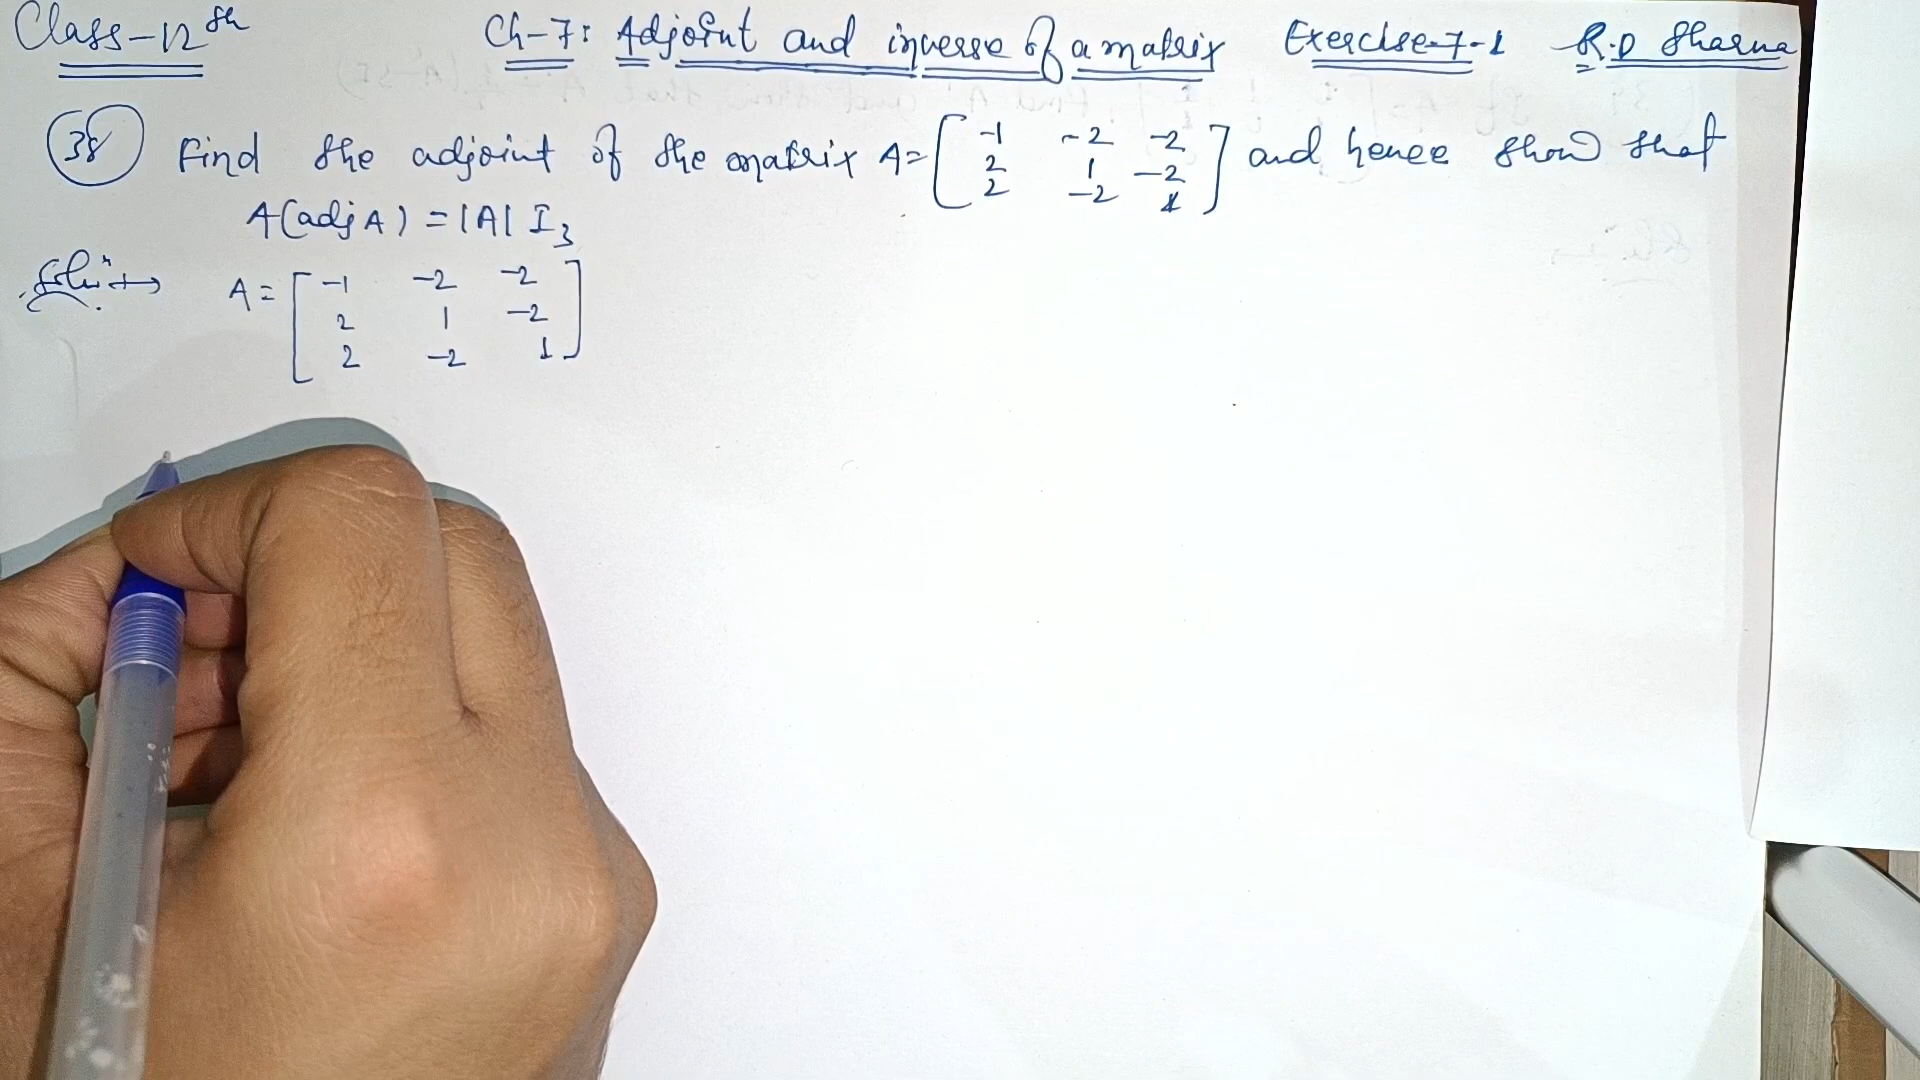 Class-12th Ch-7: Adjoint and inverse of a matrix Exercise-7-1 R.D Sharma
38 Find the adjoint of the matrix A = [ -1 -2 -2
2 1 -2
2 -2 1 ] and hence show that
A(adj A) = |A| I3
Solu: → A = [ -1 -2 -2
2 1 -2
2 -2 1 ]